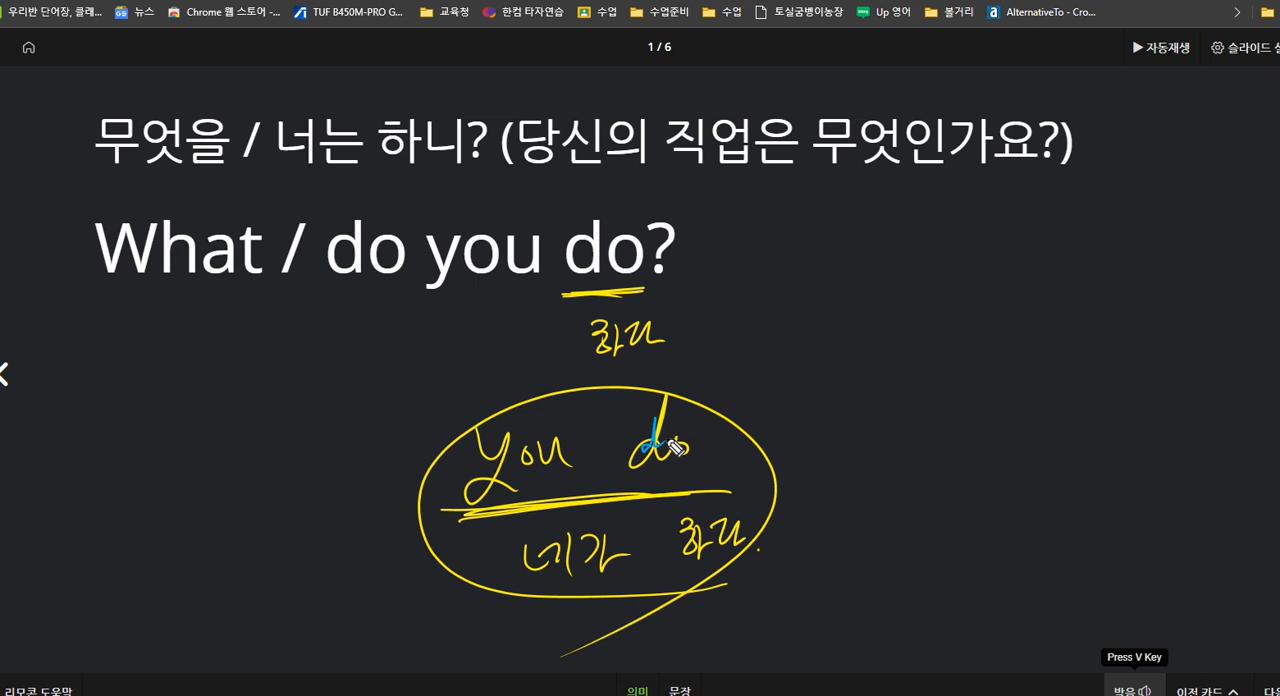 우리반 단어장, 클래... 뉴스 Chrome 웹 스토어 -... TUF B450M-PRO G... 교육청 한컴 타자연습 수업 수업준비 수업 토실굼벵이농장 Up 영어 볼거리 AlternativeTo - Cro...
1 / 6 ▶ 자동재생 슬라이드
무엇을 / 너는 하니? (당신의 직업은 무엇인가요?)
What / do you do?
하다
You do
네가 하다.
Press V Key
리모콘 도움말 의미 문장 발음 이전 카드